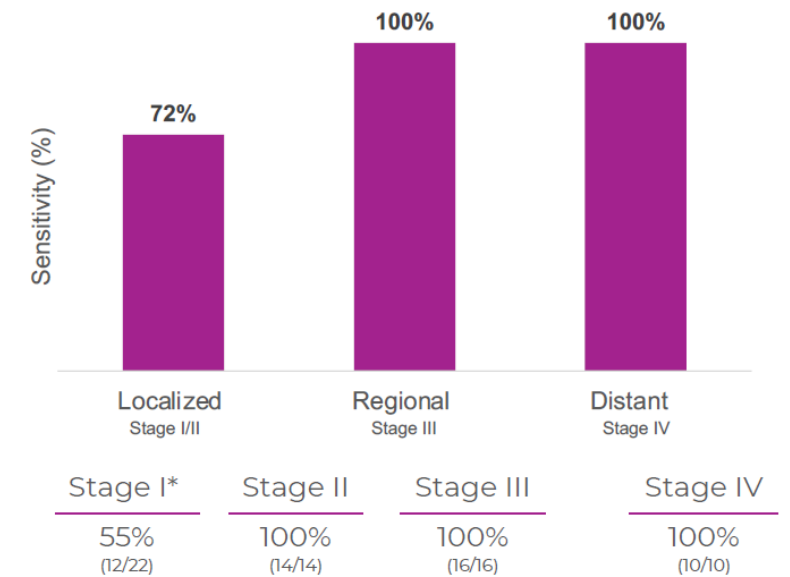 100%
100%
72%
Sensitivity (%)
Localized
Regional
Distant
Stage I/II
Stage III
Stage IV
Stage I*
Stage II
Stage III
Stage IV
55%
100%
100%
100%
(12/22)
(14/14)
(16/16)
(10/10)